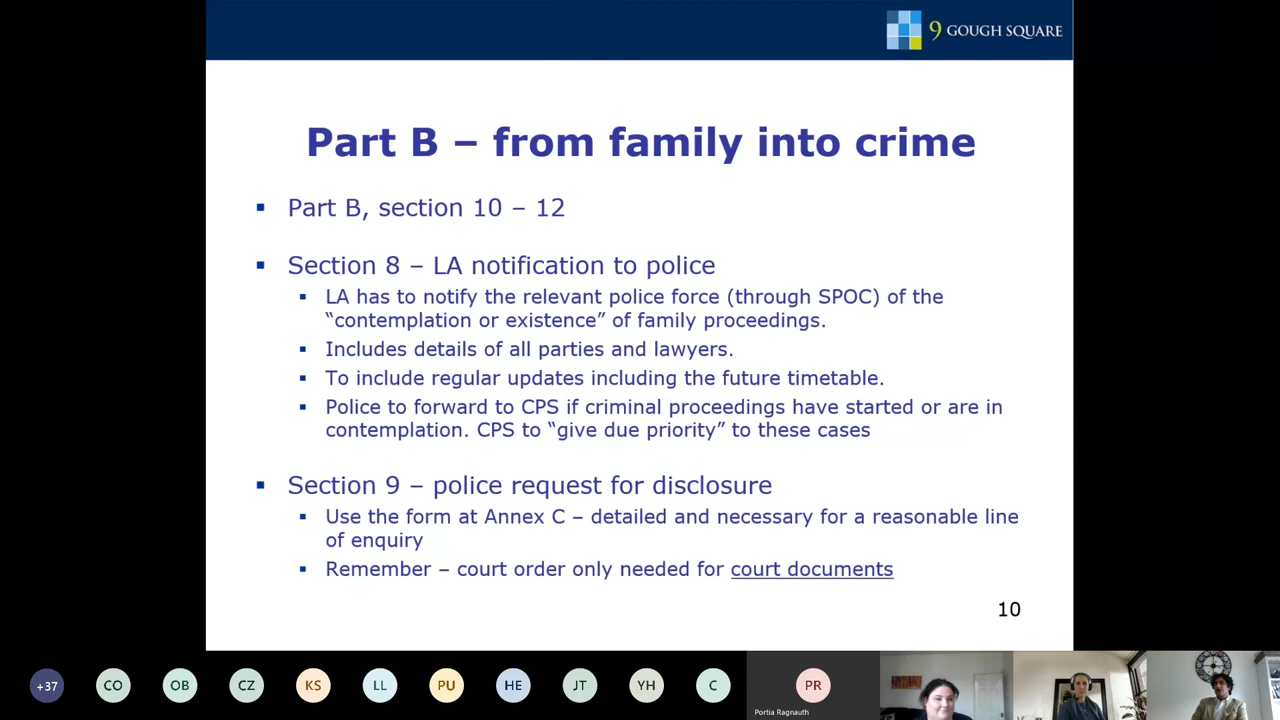 9 GOUGH SQUARE
Part B – from family into crime
▪ Part B, section 10 – 12
▪ Section 8 – LA notification to police
▪ LA has to notify the relevant police force (through SPOC) of the
“contemplation or existence” of family proceedings.
▪ Includes details of all parties and lawyers.
▪ To include regular updates including the future timetable.
▪ Police to forward to CPS if criminal proceedings have started or are in
contemplation. CPS to “give due priority” to these cases
▪ Section 9 – police request for disclosure
▪ Use the form at Annex C – detailed and necessary for a reasonable line
of enquiry
▪ Remember – court order only needed for court documents
10
+37 CO OB CZ KS LL PU HE JT YH C PR
Portia Ragnauth